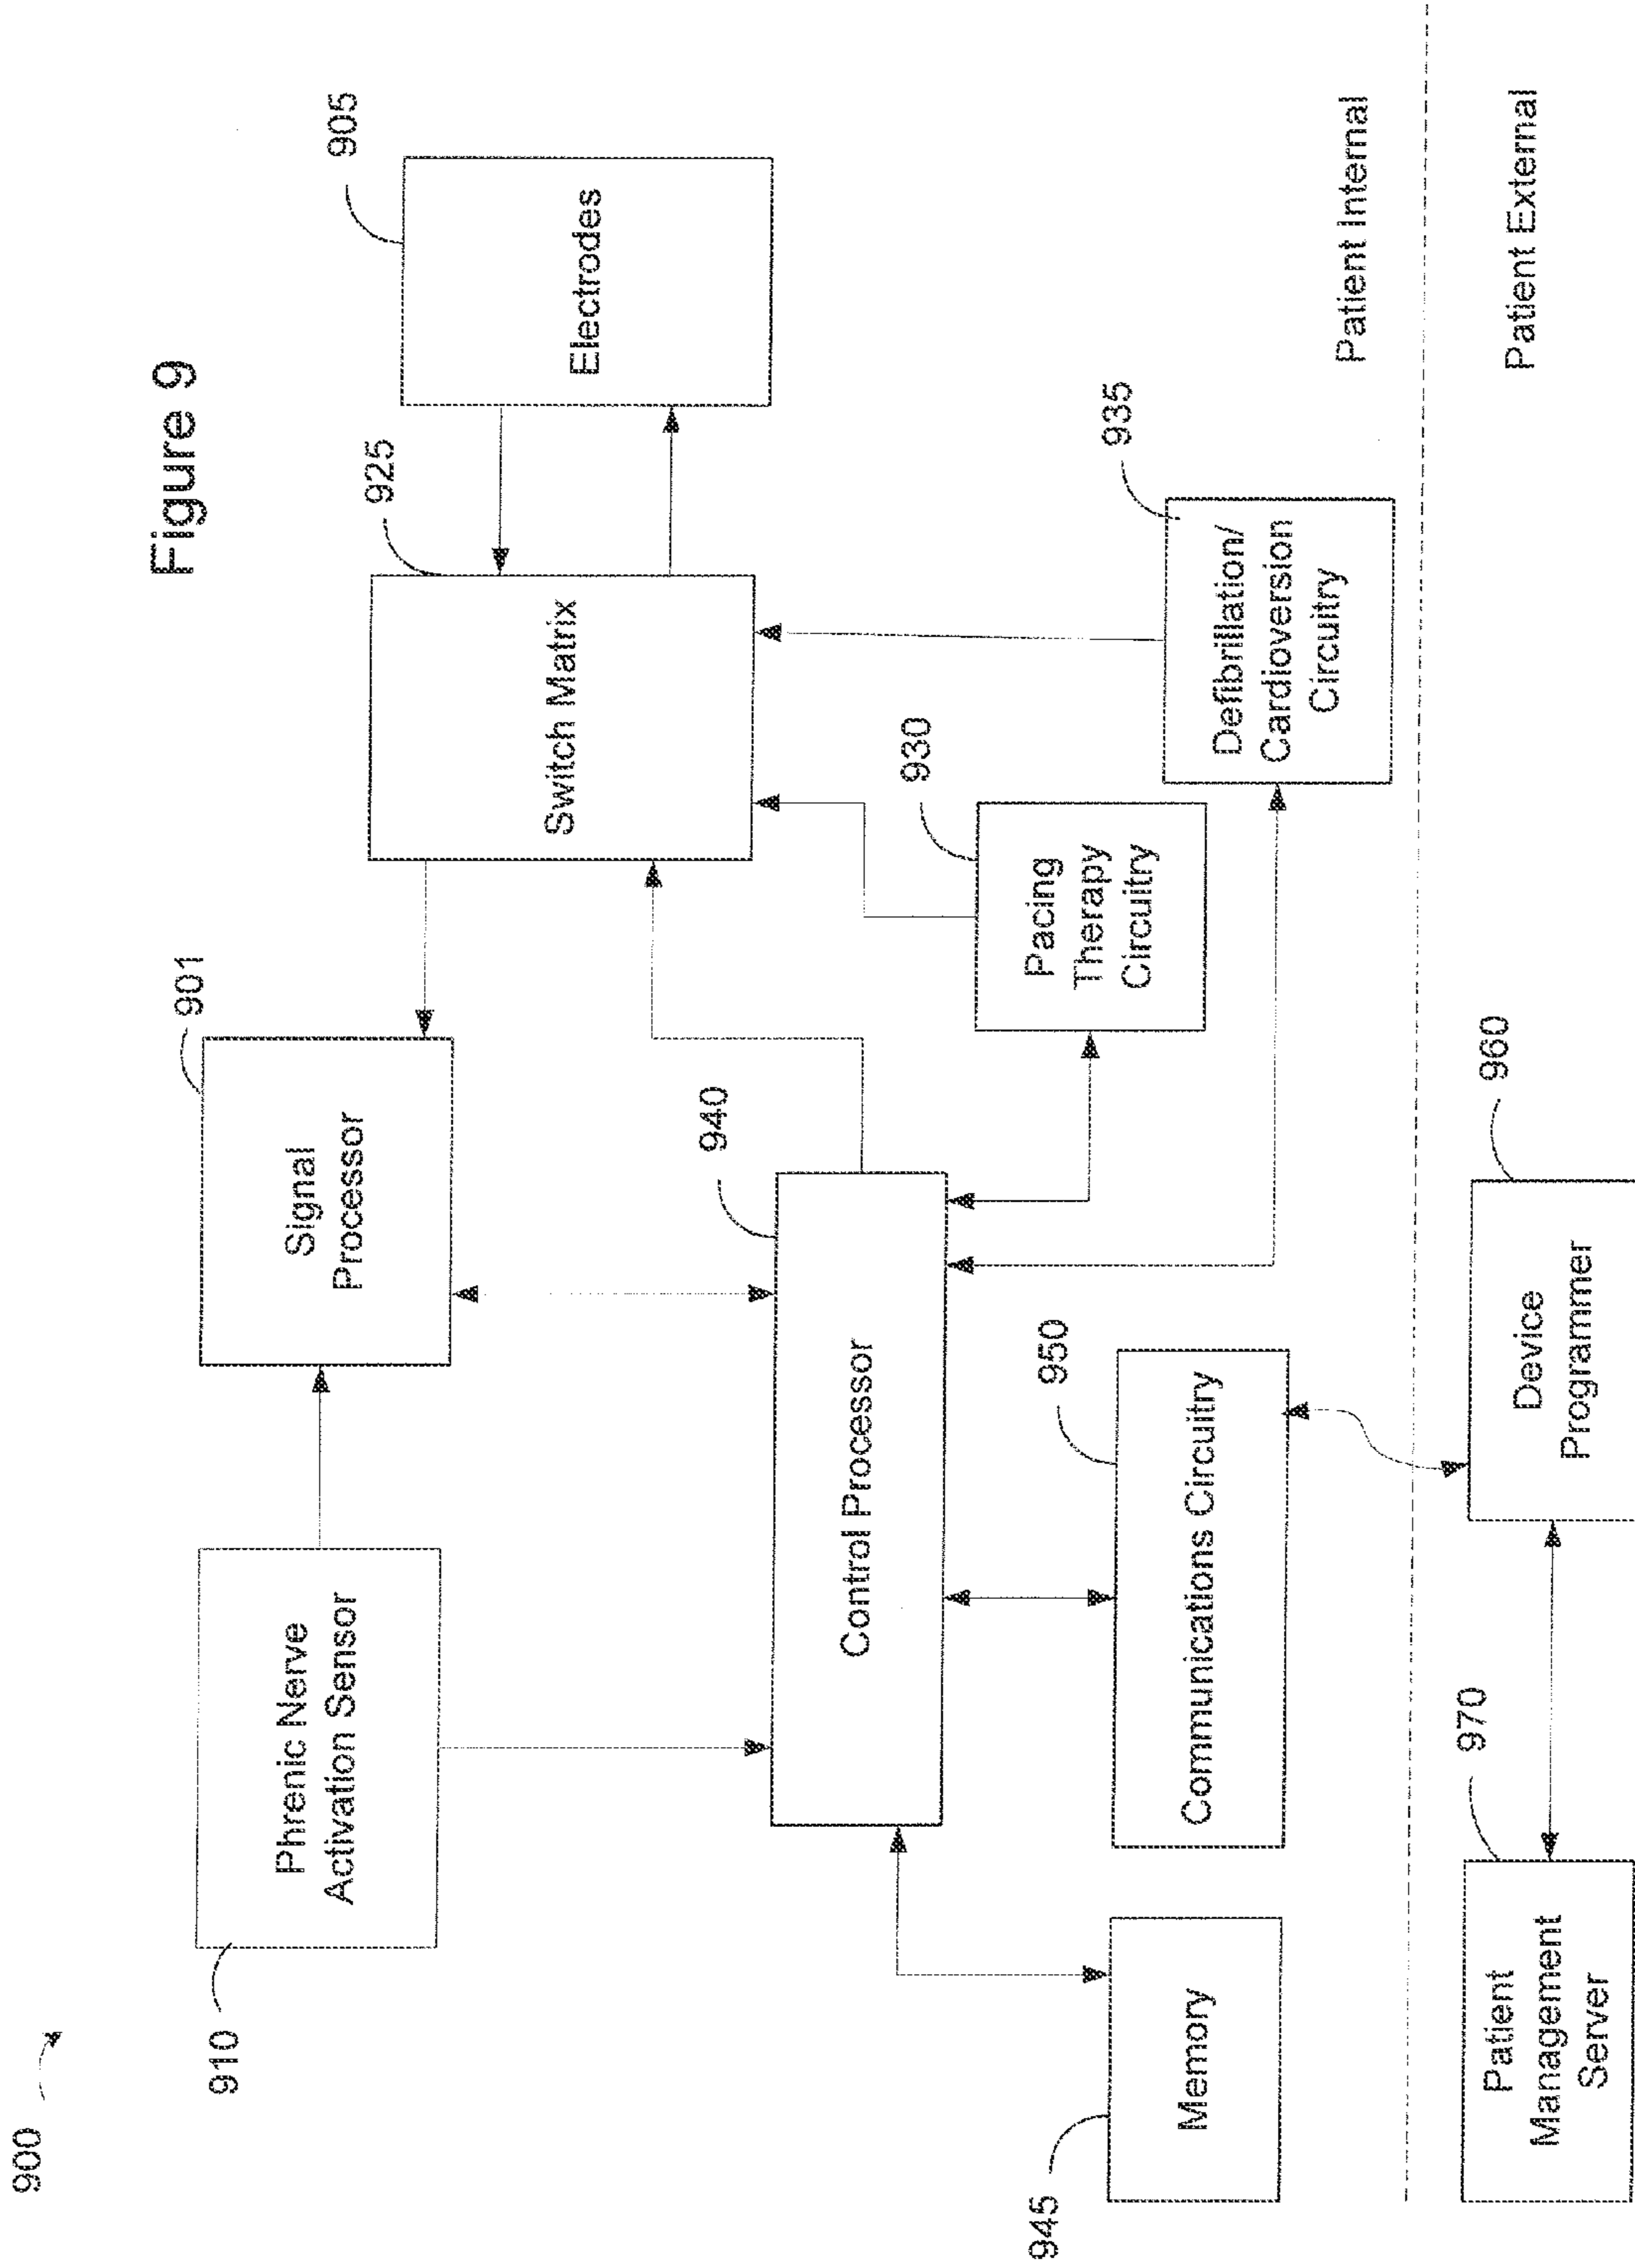 Figure 9
900
910
Phrenic Nerve
Activation Sensor
901
Signal
Processor
925
Switch Matrix
905
Electrodes
940
Control Processor
930
Pacing
Therapy
Circuitry
935
Defibrillation/
Cardioversion
Circuitry
945
Memory
950
Communications Circuitry
Patient Internal
Patient External
970
Patient
Management
Server
960
Device
Programmer